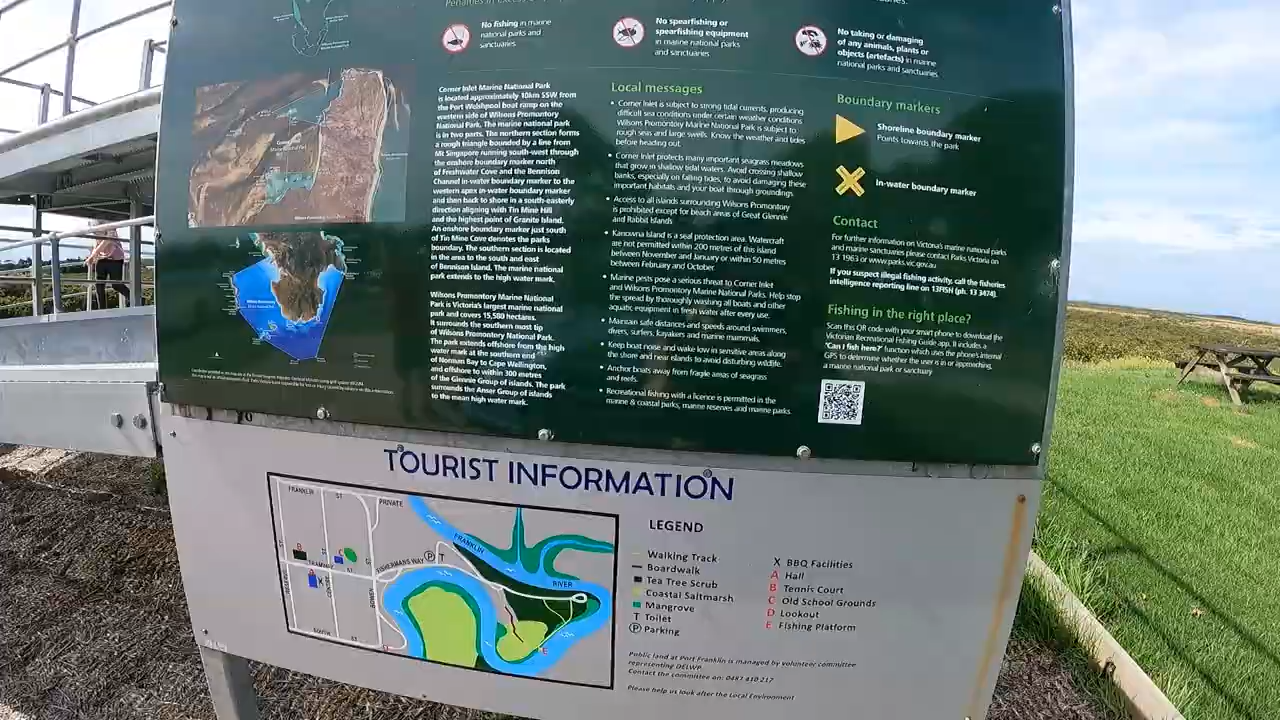 No fishing in marine
national parks and
sanctuaries.
No spearfishing or
spearfishing equipment
in marine national parks
and sanctuaries
No taking or damaging
of any animals, plants or
objects (artefacts) in marine
national parks and sanctuaries.
Corner Inlet Marine National Park
is located approximately 10km SSW from
the Port Welshpool boat ramp on the
western side of Wilsons Promontory
National Park. The marine national park
is in two parts. The northern section forms
a rough triangle bounded by a line from
Mt Singapore running south-west through
the onshore boundary marker north
of Freshwater Cove and the Bennison
Channel in-water boundary marker to the
western apex in-water boundary marker
and then back to shore in a south-easterly
direction aligning with Tin Mine Hill
and the highest point of Granite Island.
An onshore boundary marker just south
of Tin Mine Cove denotes the parks
boundary. The southern section is located
in the area to the south and east
of Bennison Island. The marine national
park extends to the high water mark.
Wilsons Promontory Marine National
Park is Victoria's largest marine national
park and covers 15,580 hectares.
It surrounds the southern most tip
of Wilsons Promontory National Park.
The park extends offshore from the high
water mark at the southern end
of Norman Bay to Cape Wellington,
and offshore to within 300 metres
of the Glennie Group of islands. The park
surrounds the Anser Group of islands
to the mean high water mark.
Local messages
• Corner Inlet is subject to strong tidal currents, producing
difficult sea conditions under certain weather conditions
Wilsons Promontory Marine National Park is subject to
rough seas and large swells. Know the weather and tides
before heading out.
• Corner Inlet protects many important seagrass meadows
that grow in shallow tidal waters. Avoid crossing shallow
banks, especially on falling tides, to avoid damaging these
important habitats and your boat through groundings.
• Access to all islands surrounding Wilsons Promontory
is prohibited except for beach areas of Great Glennie
and Rabbit Islands
• Kanowna Island is a seal protection area. Watercraft
are not permitted within 200 metres of this island
between November and January or within 50 metres
between February and October.
• Marine pests pose a serious threat to Corner Inlet
and Wilsons Promontory Marine National Parks. Help stop
the spread by thoroughly washing all boats and other
aquatic equipment in fresh water after every use.
• Maintain safe distances and speeds around swimmers,
divers, surfers, kayakers and marine mammals.
• Keep boat noise and wake low in sensitive areas along
the shore and near islands to avoid disturbing wildlife.
• Anchor boats away from fragile areas of seagrass
and reefs.
• Recreational fishing with a licence is permitted in the
marine & coastal parks, marine reserves and marine parks.
Boundary markers
Shoreline boundary marker
Points towards the park
In-water boundary marker
Contact
For further information on Victoria's marine national parks
and marine sanctuaries please contact Parks Victoria on
13 1963 or www.parks.vic.gov.au
If you suspect illegal fishing activity, call the fisheries
intelligence reporting line on 13FISH (ph. 13 3474).
Fishing in the right place?
Scan this QR code with your smart phone to download the
Victorian Recreational Fishing Guide app. It includes a
'Can I fish here?' function which uses the phone's internal
GPS to determine whether the user is in or approaching,
a marine national park or sanctuary
TOURIST INFORMATION
FRANKLIN ST
PRIVATE
FRANKLIN
RIVER
FISHERMANS WAY
P T
TRAMWAY
SOUTH ST
LEGEND
Walking Track
Boardwalk
Tea Tree Scrub
Coastal Saltmarsh
Mangrove
T Toilet
P Parking
X BBQ Facilities
A Hall
B Tennis Court
C Old School Grounds
D Lookout
E Fishing Platform
Public land at Port Franklin is managed by volunteer committee
representing DELWP
Contact the committee on: 0487 410 217
Please help us look after the Local Environment